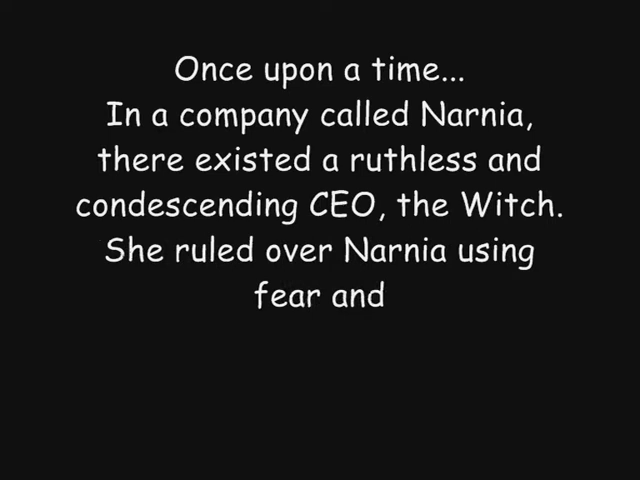 Once upon a time...
In a company called Narnia,
there existed a ruthless and
condescending CEO, the Witch.
She ruled over Narnia using
fear and